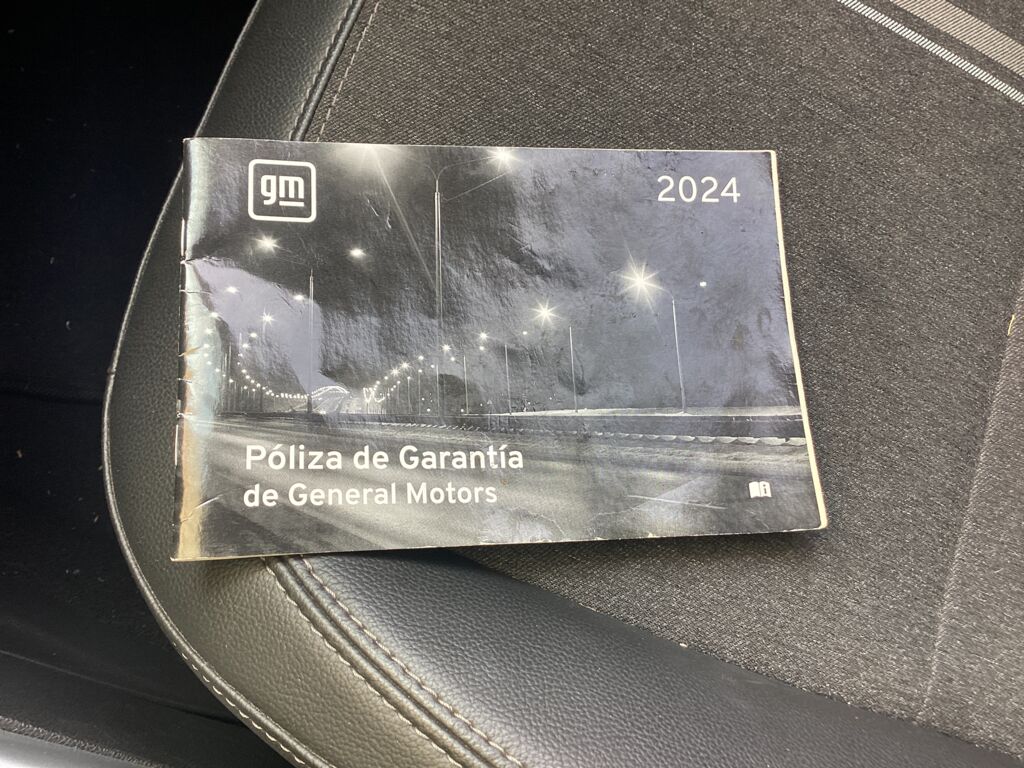 gm
2024
Póliza de Garantía
de General Motors